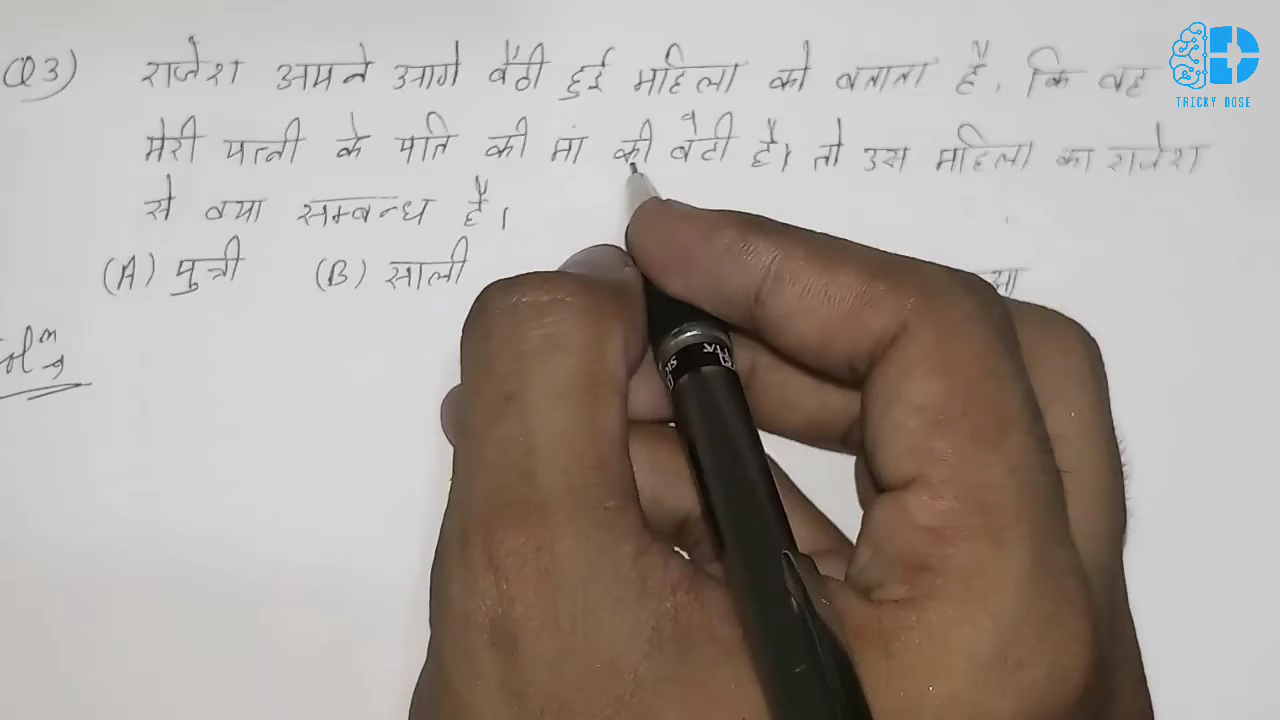 Q3) राजेश अपने आगे बैठी हुई महिला को बताता है, कि वह
मेरी पत्नी के पति की मां की बेटी है। तो उस महिला का राजेश
से क्या सम्बन्ध है।
(A) पुत्री (B) साली
TRICKY DOSE